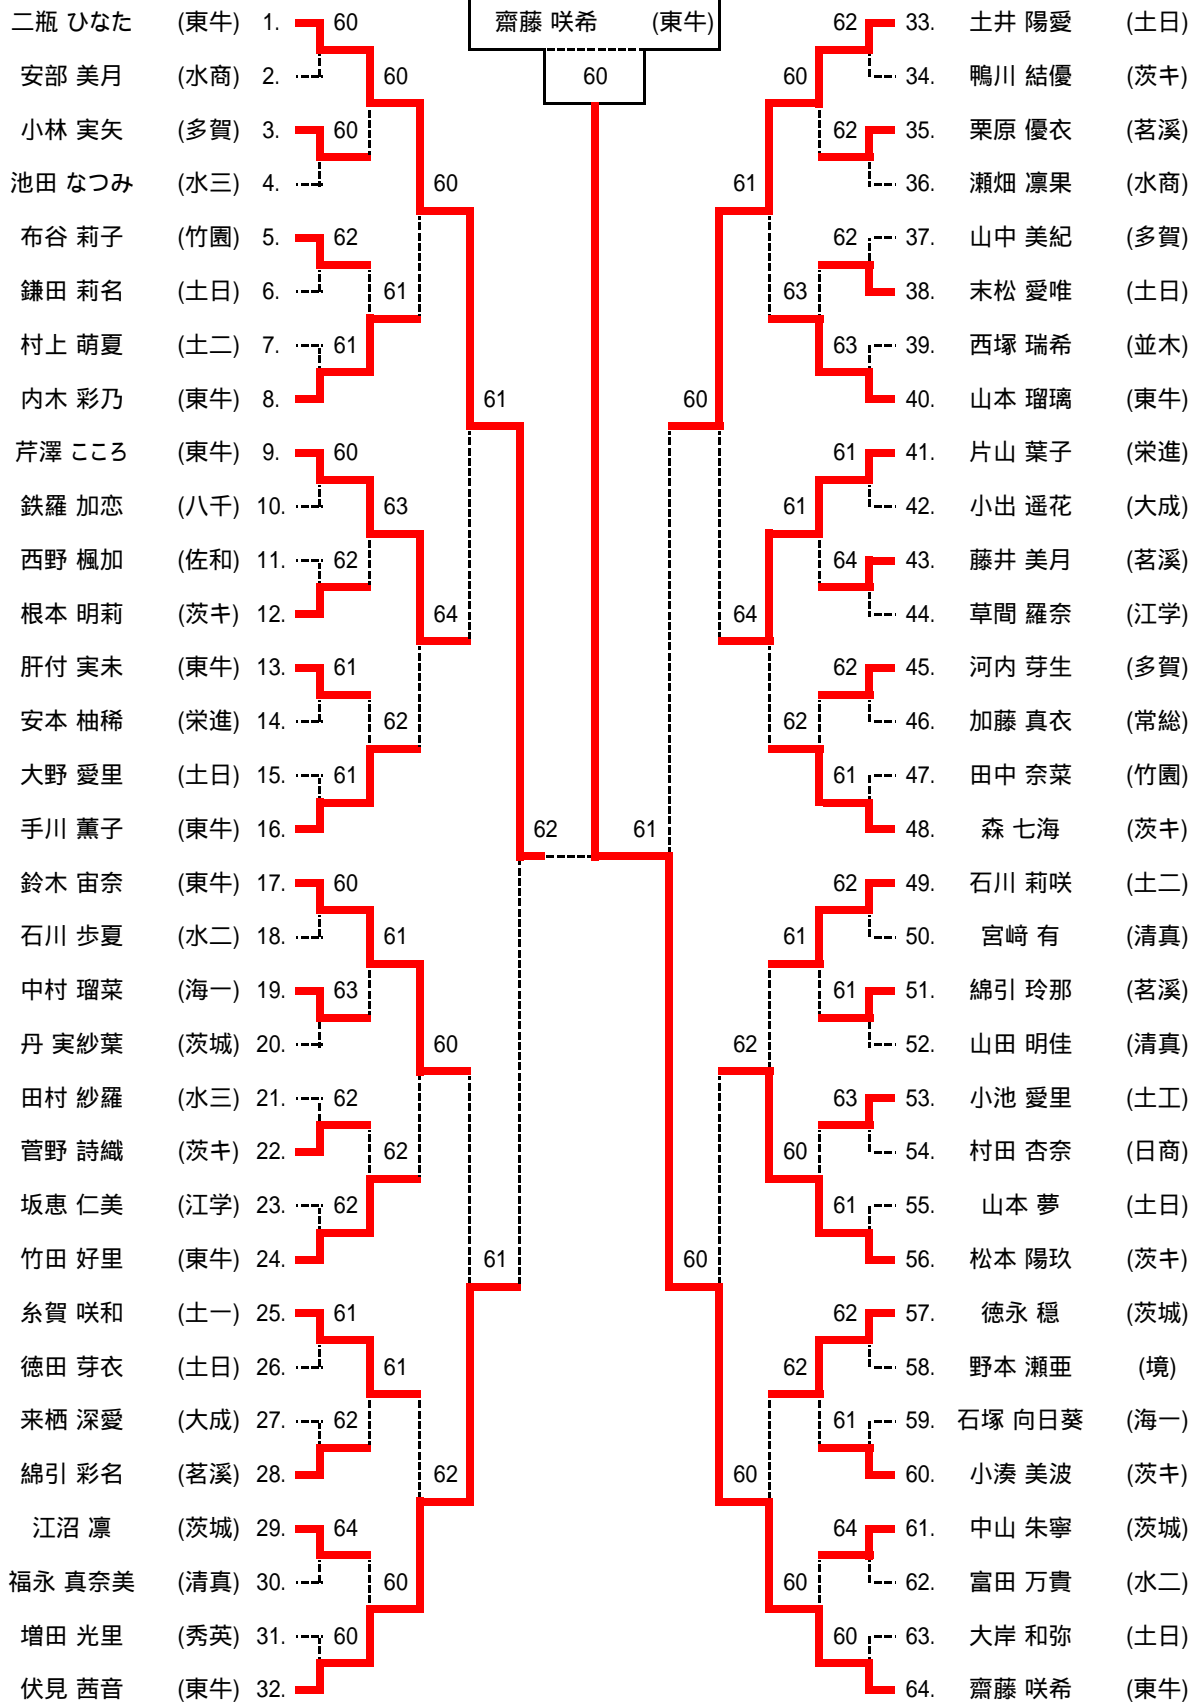 齋藤 咲希 (東牛)
60
二瓶 ひなた (東牛) 1. 60
安部 美月 (水商) 2.
60
小林 実矢 (多賀) 3. 60
池田 なつみ (水三) 4.
60
布谷 莉子 (竹園) 5. 62
鎌田 莉名 (土日) 6.
61
村上 萌夏 (土二) 7. 61
内木 彩乃 (東牛) 8.
61
芹澤 こころ (東牛) 9. 60
鉄羅 加恋 (八千) 10.
63
西野 楓加 (佐和) 11. 62
根本 明莉 (茨キ) 12.
64
肝付 実未 (東牛) 13. 61
安本 柚稀 (栄進) 14.
62
大野 愛里 (土日) 15. 61
手川 薫子 (東牛) 16.
62
鈴木 宙奈 (東牛) 17. 60
石川 歩夏 (水二) 18.
61
中村 瑠菜 (海一) 19. 63
丹 実紗葉 (茨城) 20.
60
田村 紗羅 (水三) 21. 62
菅野 詩織 (茨キ) 22.
62
坂恵 仁美 (江学) 23. 62
竹田 好里 (東牛) 24.
61
糸賀 咲和 (土一) 25. 61
徳田 芽衣 (土日) 26.
61
来栖 深愛 (大成) 27. 62
綿引 彩名 (茗溪) 28.
62
江沼 凛 (茨城) 29. 64
福永 真奈美 (清真) 30.
60
増田 光里 (秀英) 31. 60
伏見 茜音 (東牛) 32.
62 33. 土井 陽愛 (土日)
60
34. 鴨川 結優 (茨キ)
62 35. 栗原 優衣 (茗溪)
61
36. 瀬畑 凛果 (水商)
62 37. 山中 美紀 (多賀)
63
38. 末松 愛唯 (土日)
63 39. 西塚 瑞希 (並木)
60
40. 山本 瑠璃 (東牛)
61 41. 片山 葉子 (栄進)
61
42. 小出 遥花 (大成)
64 43. 藤井 美月 (茗溪)
64
44. 草間 羅奈 (江学)
62 45. 河内 芽生 (多賀)
62
46. 加藤 真衣 (常総)
61 47. 田中 奈菜 (竹園)
61
48. 森 七海 (茨キ)
62 49. 石川 莉咲 (土二)
61
50. 宮﨑 有 (清真)
61 51. 綿引 玲那 (茗溪)
62
52. 山田 明佳 (清真)
63 53. 小池 愛里 (土工)
60
54. 村田 杏奈 (日商)
61 55. 山本 夢 (土日)
60
56. 松本 陽玖 (茨キ)
62 57. 徳永 穏 (茨城)
62
58. 野本 瀬亜 (境)
61 59. 石塚 向日葵 (海一)
60
60. 小湊 美波 (茨キ)
64 61. 中山 朱寧 (茨城)
60
62. 富田 万貴 (水二)
60 63. 大岸 和弥 (土日)
64. 齋藤 咲希 (東牛)